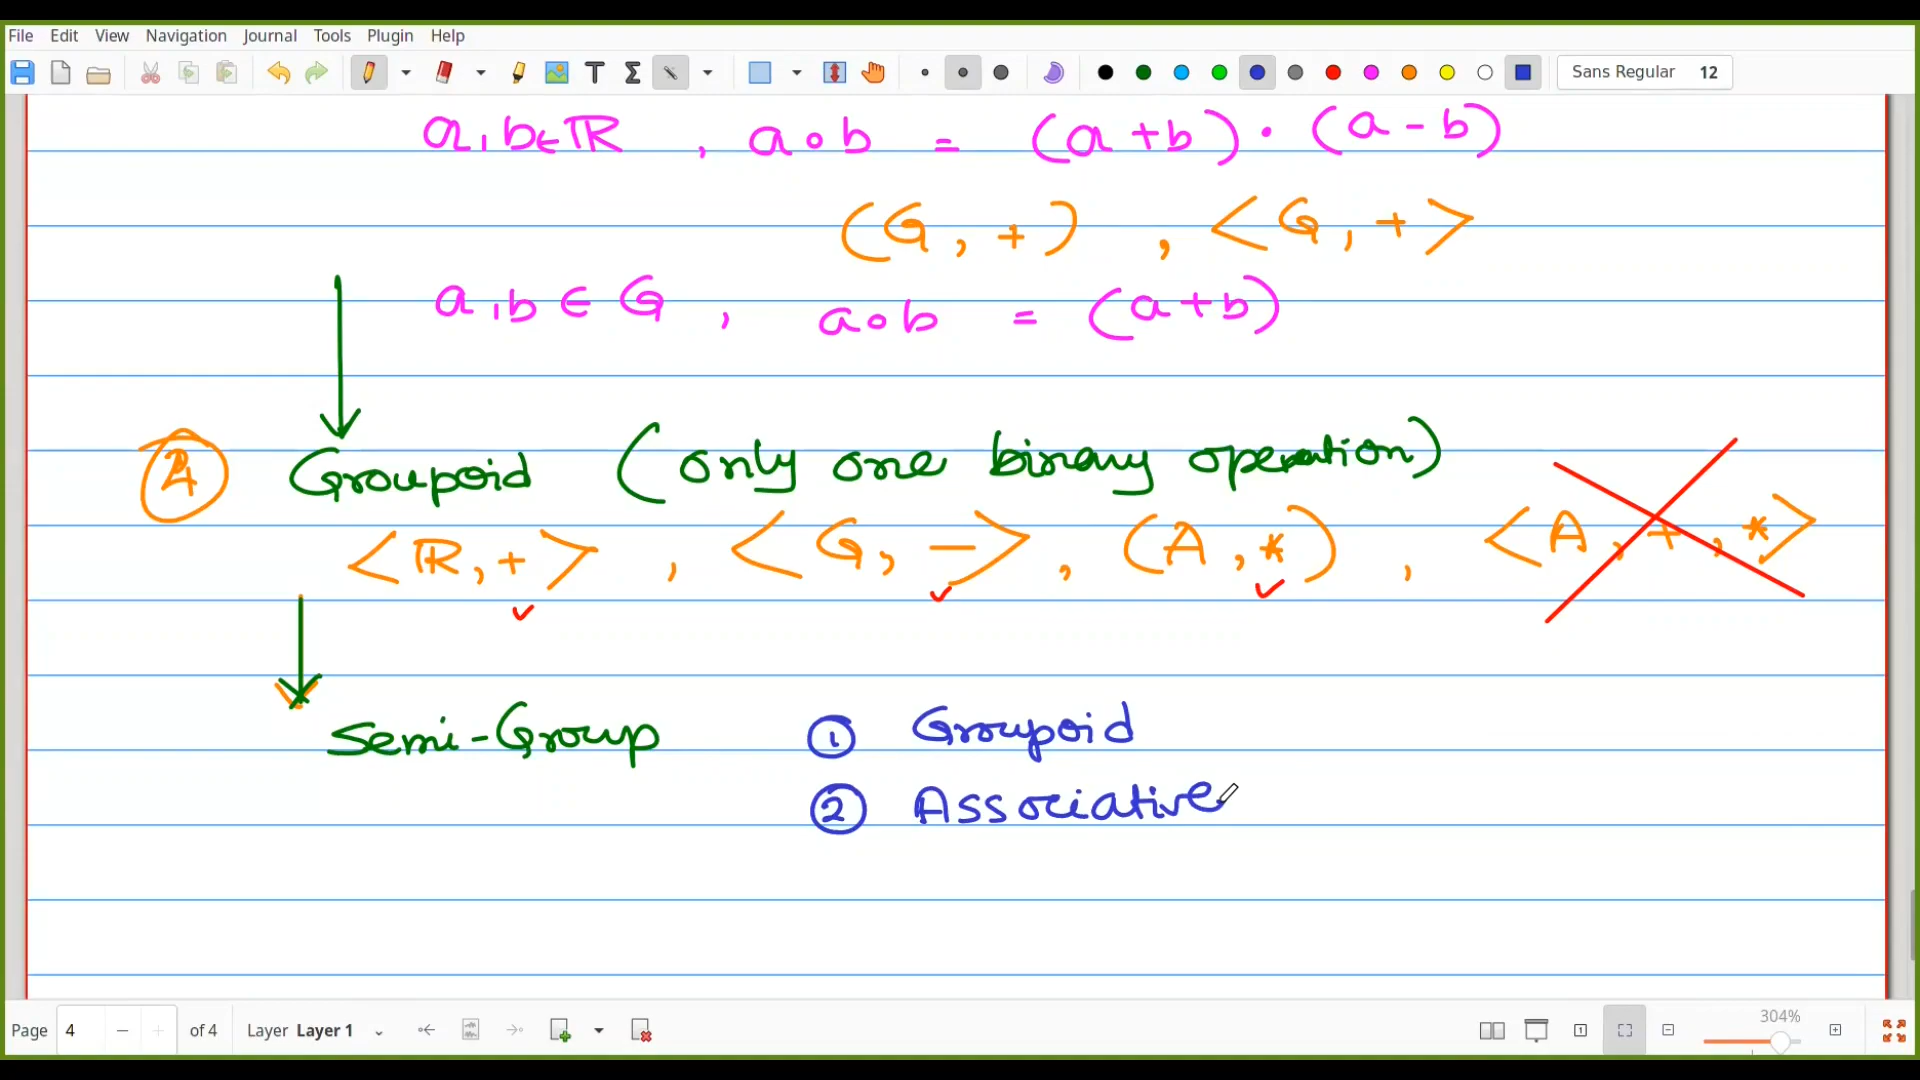 File Edit View Navigation Journal Tools Plugin Help
Sans Regular 12
a, b ∈ ℝ , a ∘ b = (a + b) · (a - b)
(G, +) , <G, +>
a, b ∈ G , a ∘ b = (a + b)
Groupoid (only one binary operation)
<ℝ, +> , <G, -> , (A, *) , <A, +, *>
Semi-Group ① Groupoid
② Associative
Page 4 of 4 Layer Layer 1 304%